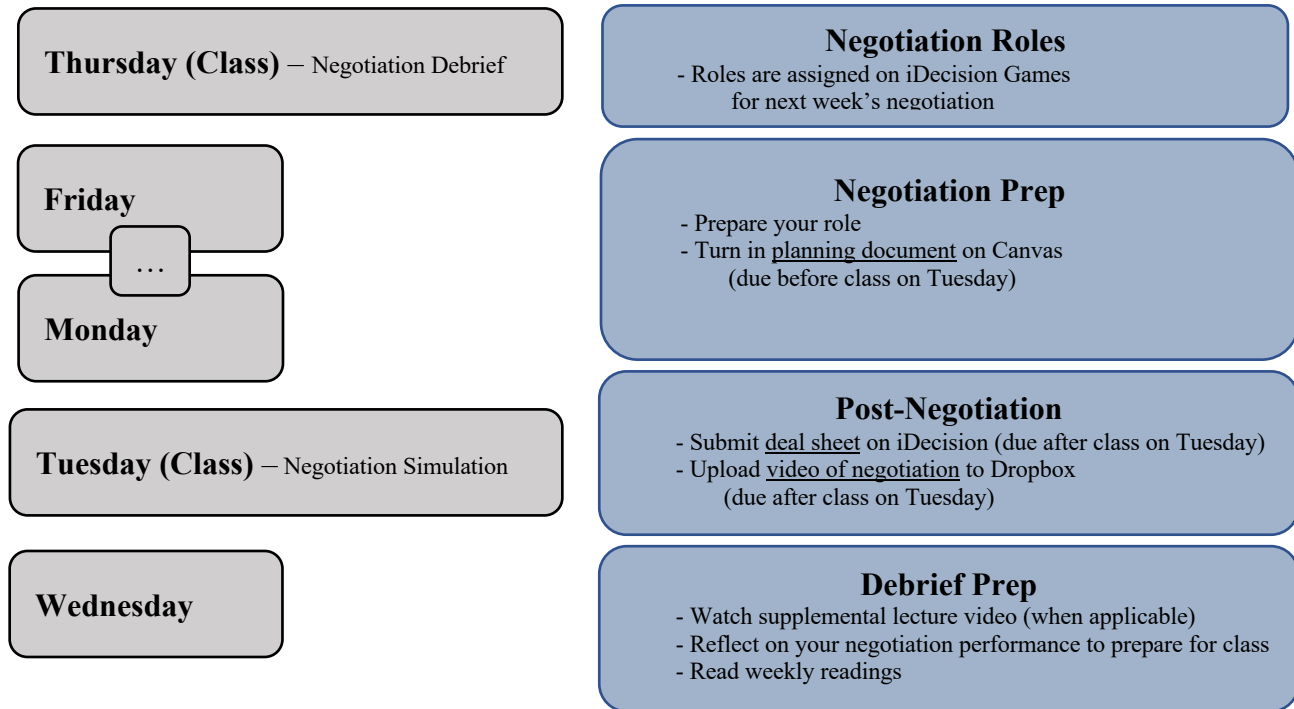 Thursday (Class) – Negotiation Debrief
Negotiation Roles
- Roles are assigned on iDecision Games
for next week's negotiation
Friday
…
Monday
Negotiation Prep
- Prepare your role
- Turn in planning document on Canvas
(due before class on Tuesday)
Tuesday (Class) – Negotiation Simulation
Post-Negotiation
- Submit deal sheet on iDecision (due after class on Tuesday)
- Upload video of negotiation to Dropbox
(due after class on Tuesday)
Wednesday
Debrief Prep
- Watch supplemental lecture video (when applicable)
- Reflect on your negotiation performance to prepare for class
- Read weekly readings